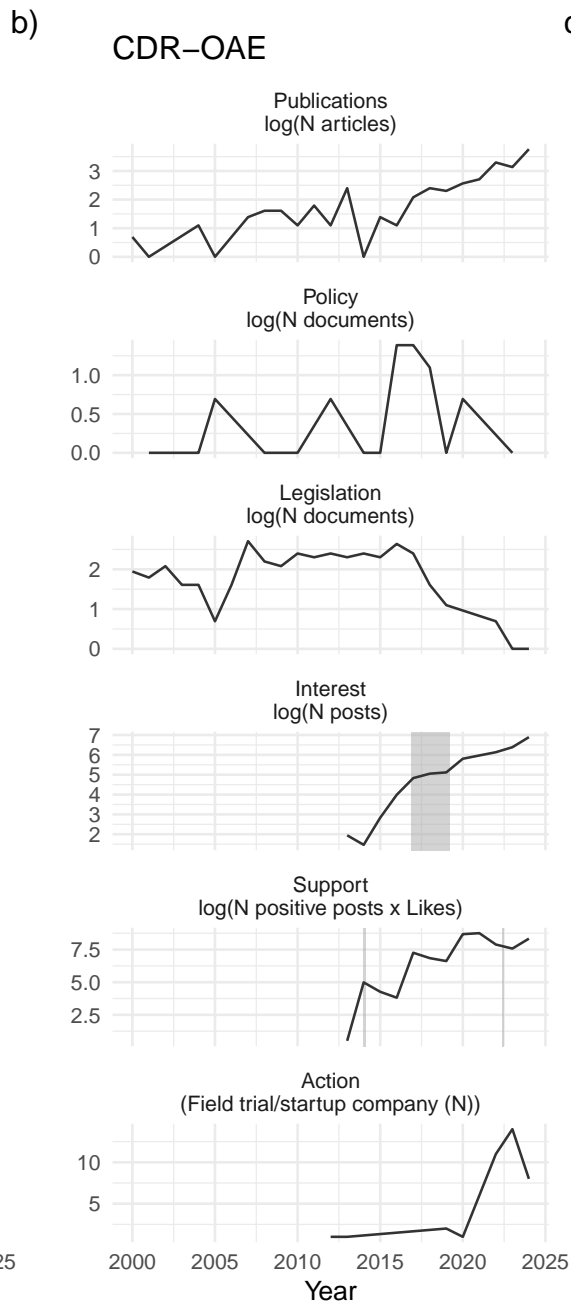 b)
c
CDR–OAE
Publications
log(N articles)
3
2
1
0
Policy
log(N documents)
1.0
0.5
0.0
Legislation
log(N documents)
2
1
0
Interest
log(N posts)
7
6
5
4
3
2
Support
log(N positive posts x Likes)
7.5
5.0
2.5
Action
(Field trial/startup company (N))
10
5
25 2000 2005 2010 2015 2020 2025
Year